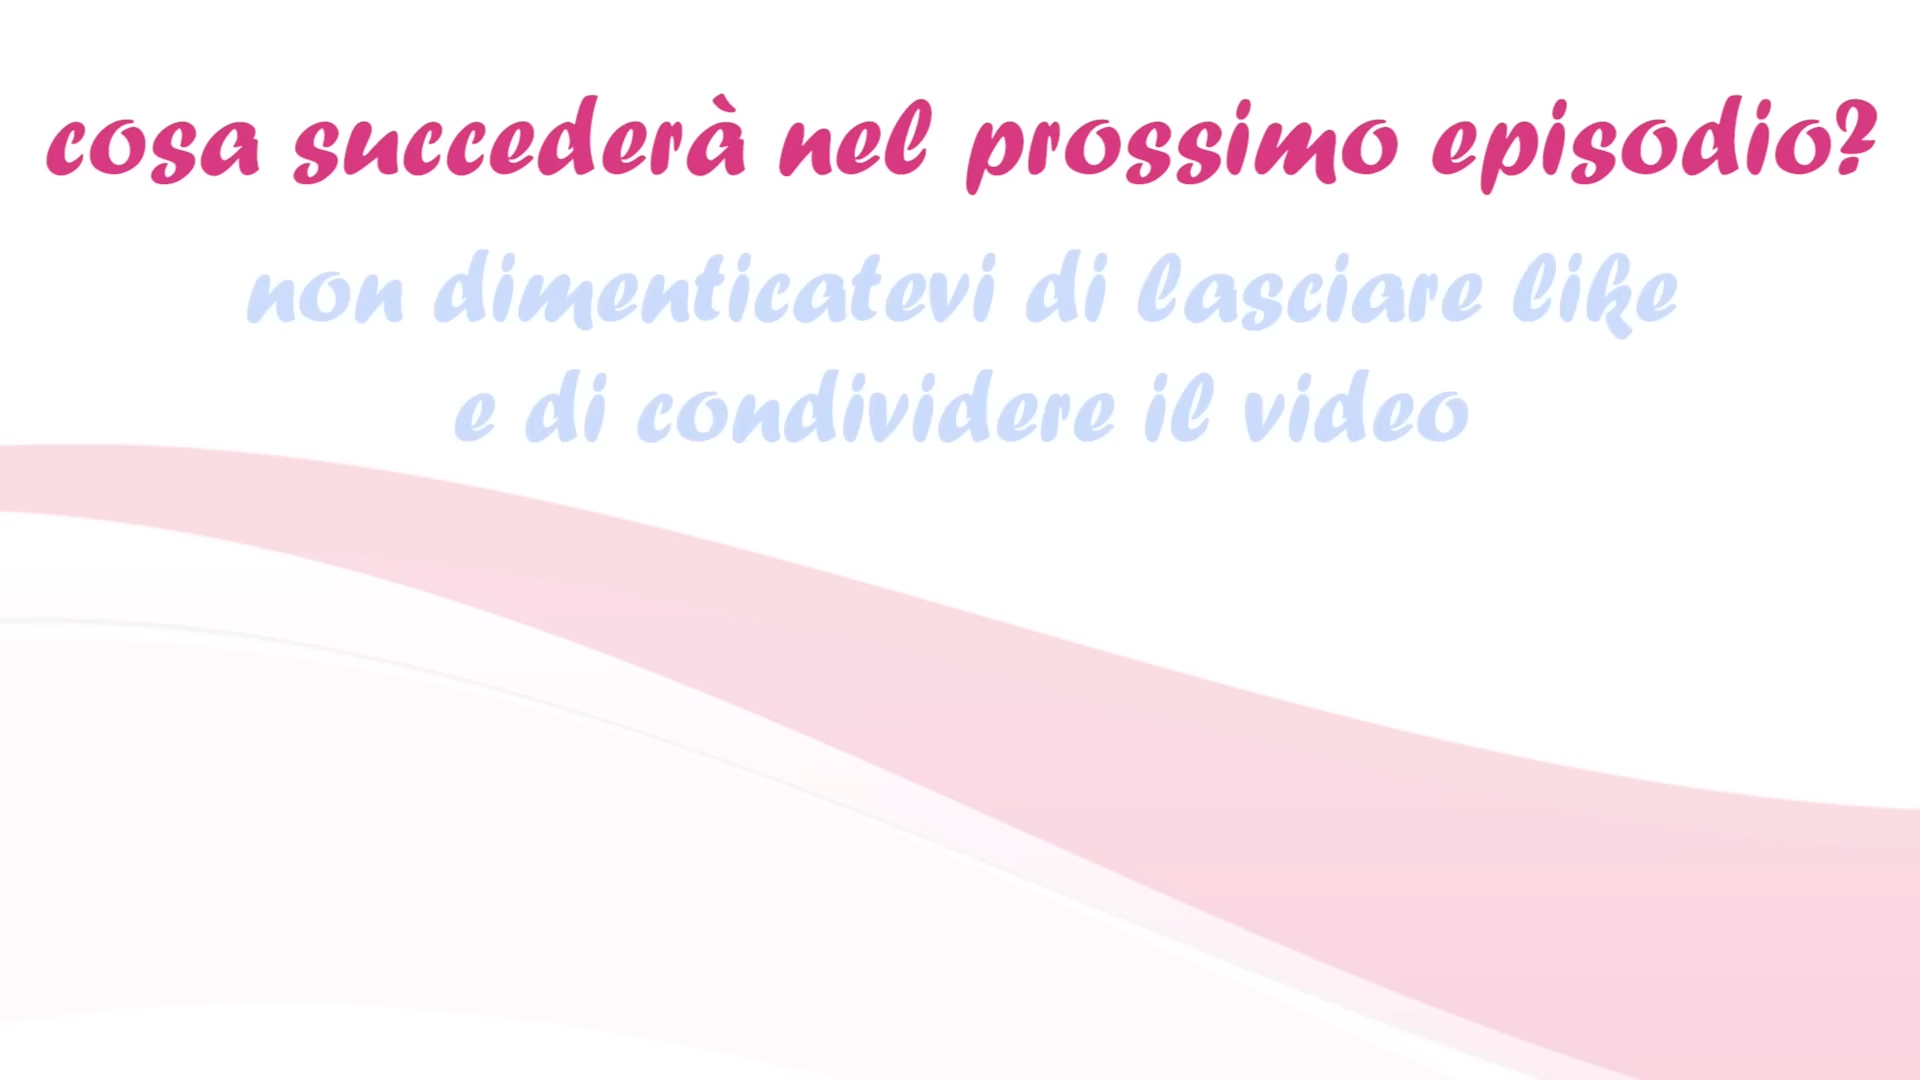 cosa succederà nel prossimo episodio?
non dimenticatevi di lasciare like
e di condividere il video